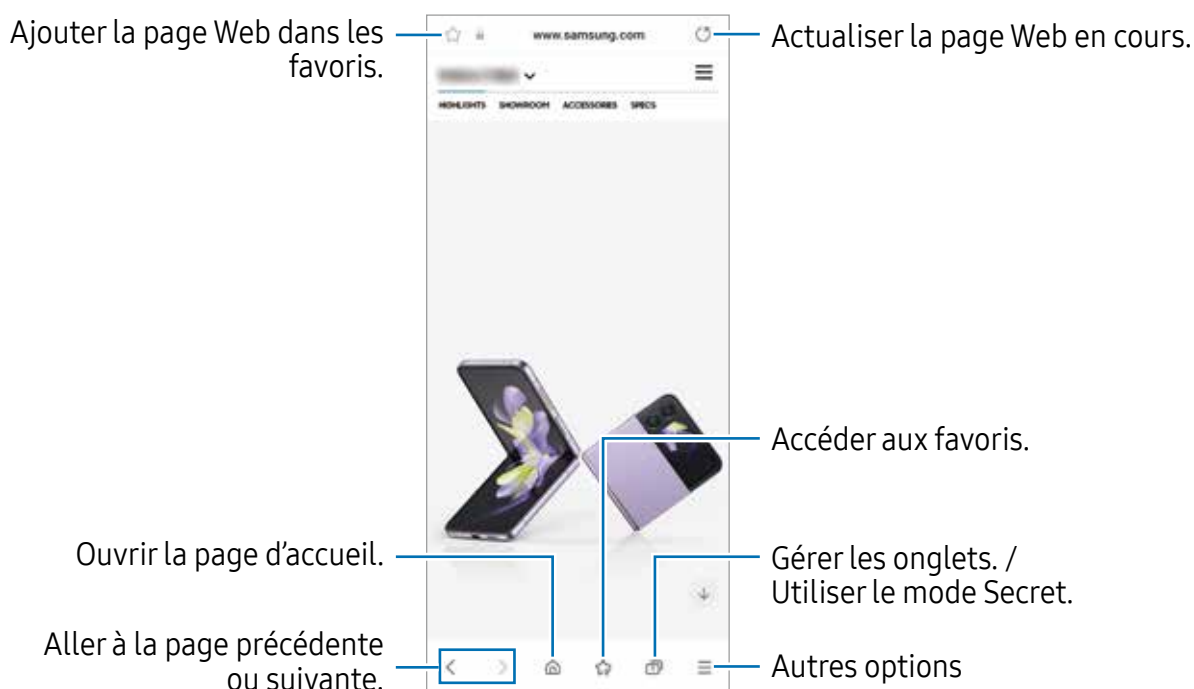 Ajouter la page Web dans les
favoris.
www.samsung.com
Actualiser la page Web en cours.
HIGHLIGHTS SHOWROOM ACCESSORIES SPECS
Accéder aux favoris.
Ouvrir la page d'accueil.
Gérer les onglets. /
Utiliser le mode Secret.
Aller à la page précédente
ou suivante.
Autres options